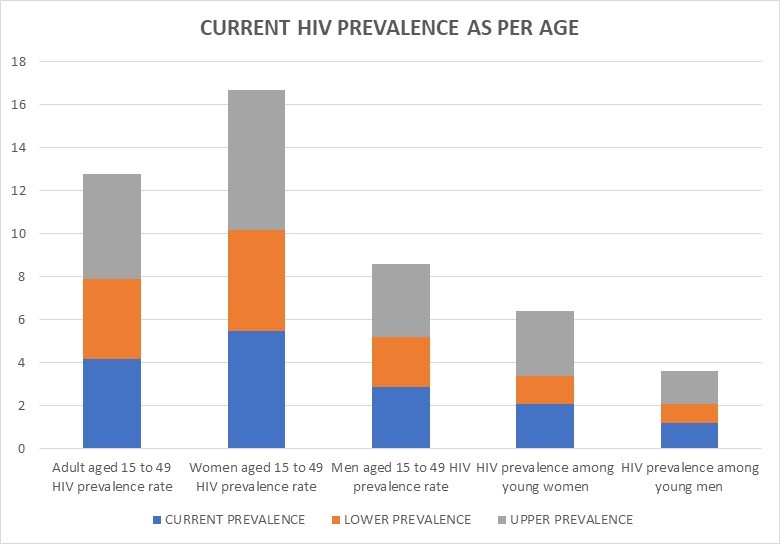 CURRENT HIV PREVALENCE AS PER AGE
18
16
14
12
10
8
6
4
2
0
Adult aged 15 to 49 Women aged 15 to 49 Men aged 15 to 49 HIV HIV prevalence among HIV prevalence among
HIV prevalence rate HIV prevalence rate prevalence rate young women young men
CURRENT PREVALENCE LOWER PREVALENCE UPPER PREVALENCE